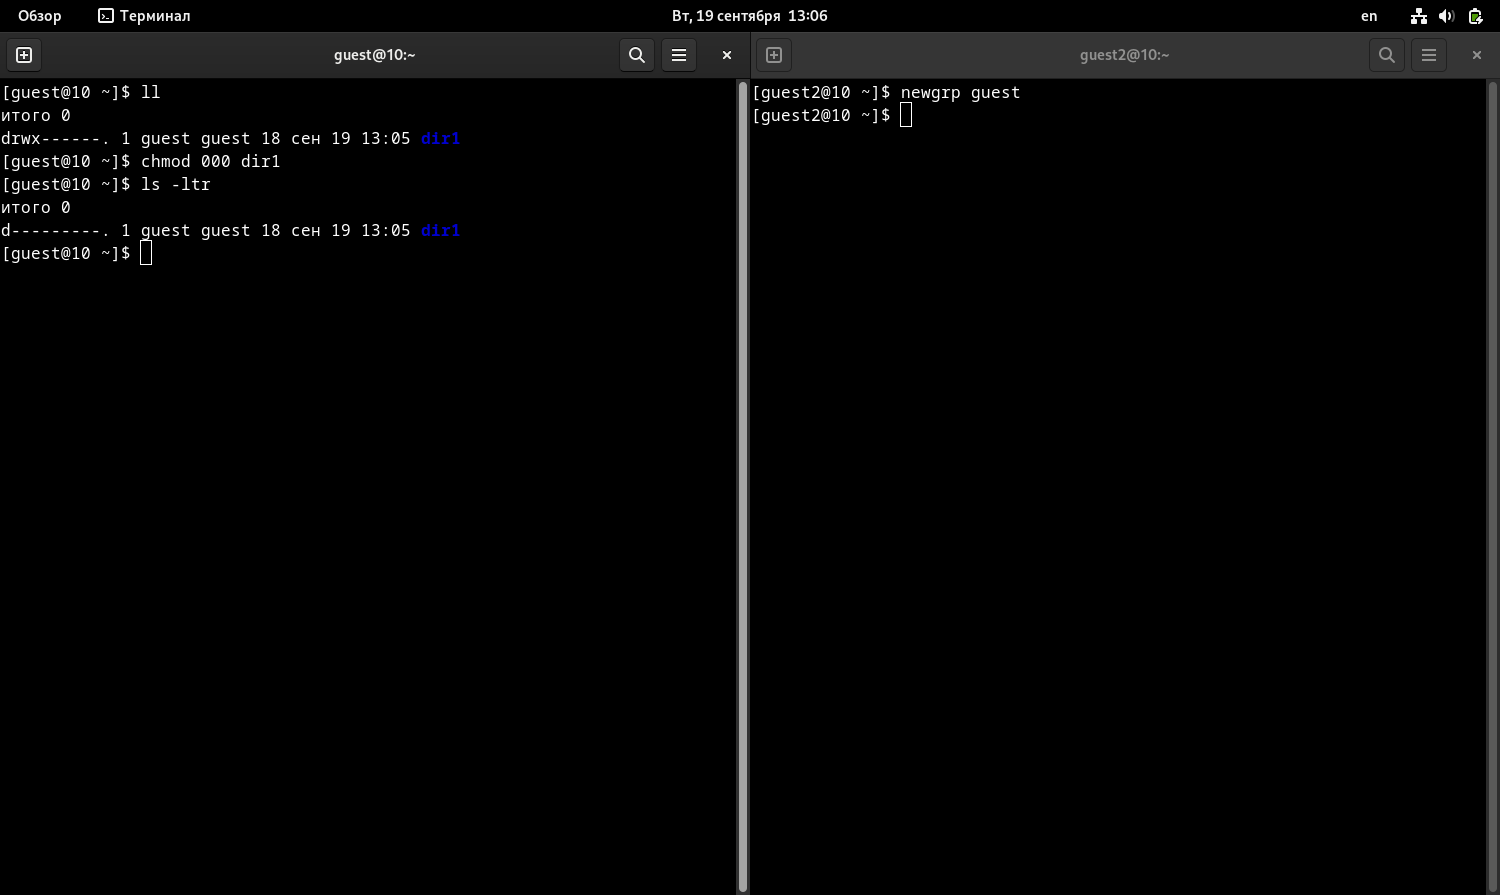 Обзор Терминал Вт, 19 сентября 13:06 en
guest@10:~
[guest@10 ~]$ ll
итого 0
drwx------. 1 guest guest 18 сен 19 13:05 dir1
[guest@10 ~]$ chmod 000 dir1
[guest@10 ~]$ ls -ltr
итого 0
d---------. 1 guest guest 18 сен 19 13:05 dir1
[guest@10 ~]$
guest2@10:~
[guest2@10 ~]$ newgrp guest
[guest2@10 ~]$